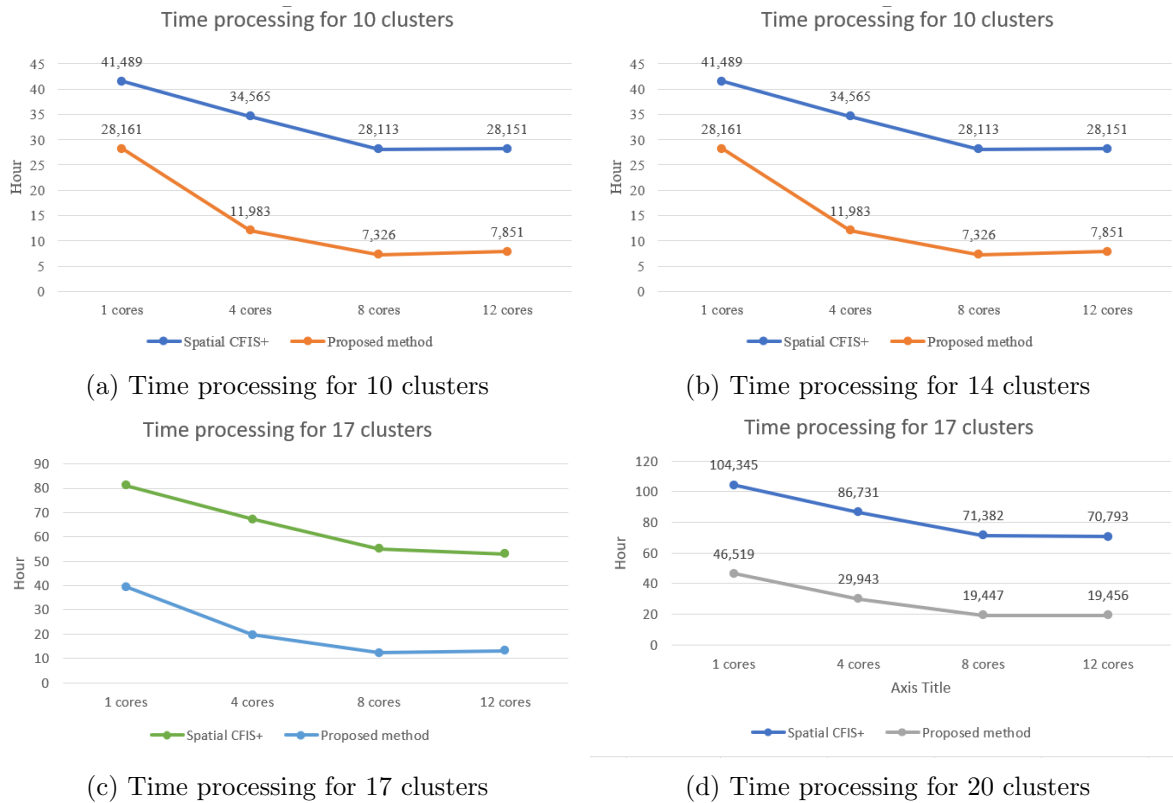 Time processing for 10 clusters
45
40
35
30
25
20
15
10
5
0
Hour
41,489
34,565
28,113
28,151
28,161
11,983
7,326
7,851
1 cores
4 cores
8 cores
12 cores
Spatial CFIS+
Proposed method
(a) Time processing for 10 clusters
Time processing for 10 clusters
45
40
35
30
25
20
15
10
5
0
Hour
41,489
34,565
28,113
28,151
28,161
11,983
7,326
7,851
1 cores
4 cores
8 cores
12 cores
Spatial CFIS+
Proposed method
(b) Time processing for 14 clusters
Time processing for 17 clusters
90
80
70
60
50
40
30
20
10
0
Hour
1 cores
4 cores
8 cores
12 cores
Spatial CFIS+
Proposed method
(c) Time processing for 17 clusters
Time processing for 17 clusters
120
100
80
60
40
20
0
Hour
104,345
86,731
71,382
70,793
46,519
29,943
19,447
19,456
1 cores
4 cores
8 cores
12 cores
Axis Title
Spatial CFIS+
Proposed method
(d) Time processing for 20 clusters